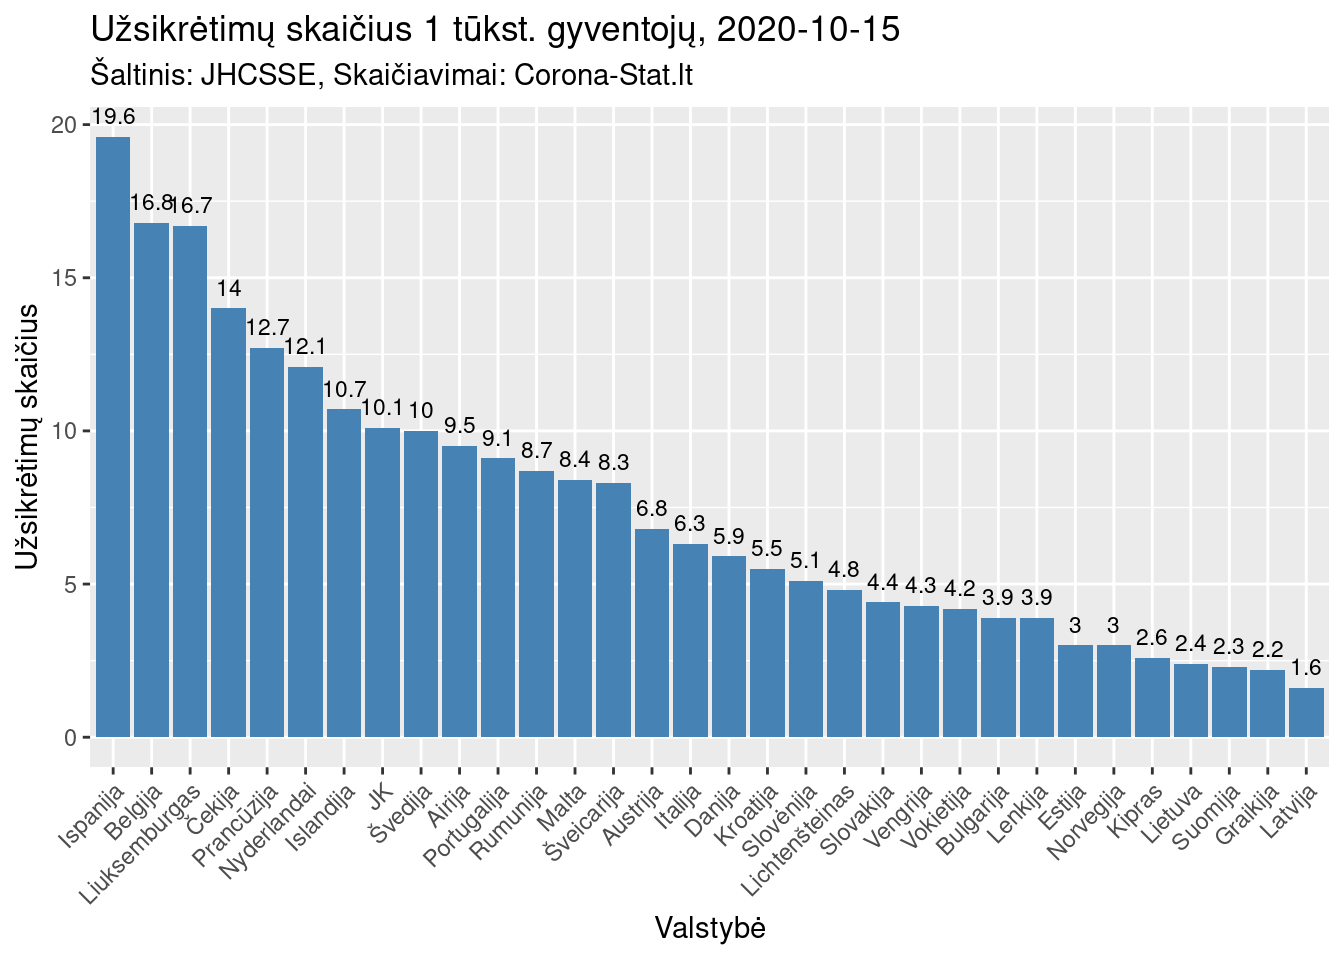 Užsikrėtimų skaičius 1 tūkst. gyventojų, 2020-10-15
Šaltinis: JHCSSE, Skaičiavimai: Corona-Stat.lt
Užsikrėtimų skaičius
20
15
10
5
0
19.6
16.8
16.7
14
12.7
12.1
10.7
10.1
10
9.5
9.1
8.7
8.4
8.3
6.8
6.3
5.9
5.5
5.1
4.8
4.4
4.3
4.2
3.9
3.9
3
3
2.6
2.4
2.3
2.2
1.6
Ispanija
Belgija
Liuksemburgas
Čekija
Prancūzija
Nyderlandai
Islandija
JK
Švedija
Airija
Portugalija
Rumunija
Malta
Šveicarija
Austrija
Italija
Danija
Kroatija
Slovėnija
Lichtenšteinas
Slovakija
Vengrija
Vokietija
Bulgarija
Lenkija
Estija
Norvegija
Kipras
Lietuva
Suomija
Graikija
Latvija
Valstybė